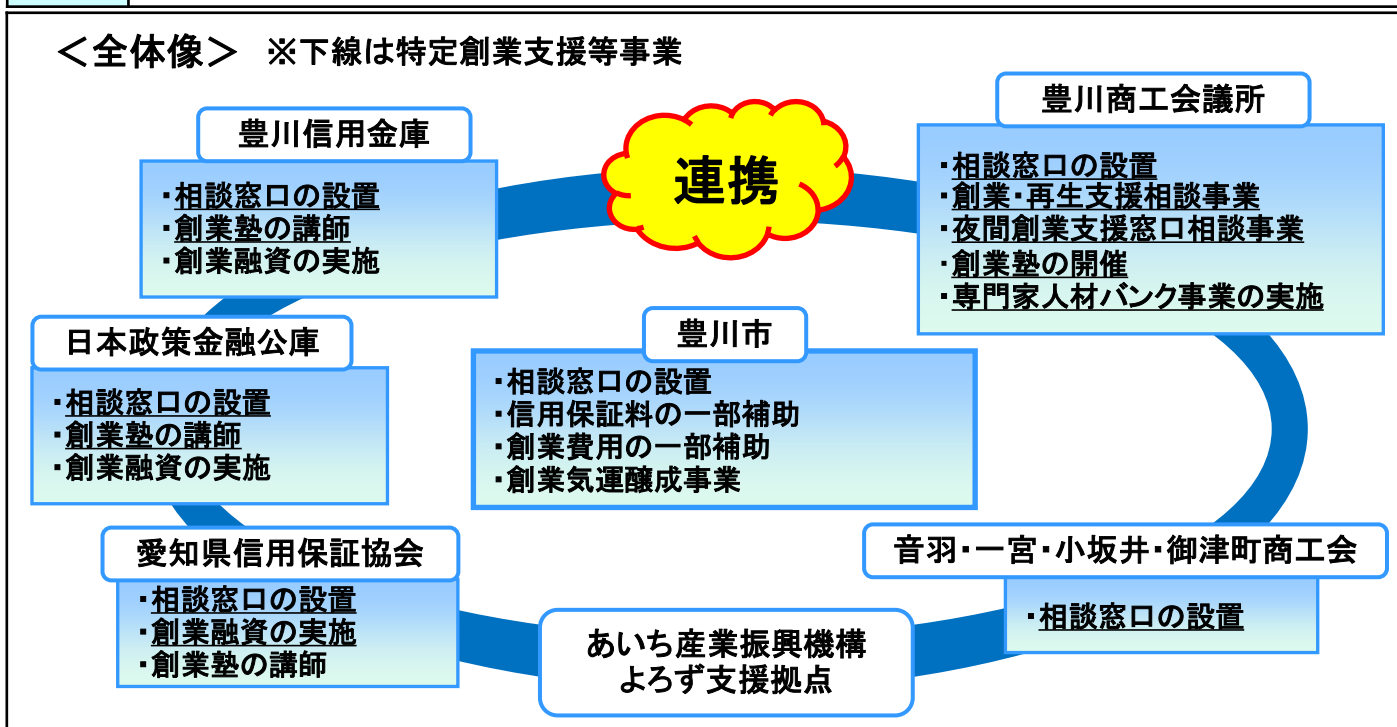 <全体像> ※下線は特定創業支援等事業
豊川信用金庫
・相談窓口の設置
・創業塾の講師
・創業融資の実施
連携
豊川商工会議所
・相談窓口の設置
・創業・再生支援相談事業
・夜間創業支援窓口相談事業
・創業塾の開催
・専門家人材バンク事業の実施
日本政策金融公庫
・相談窓口の設置
・創業塾の講師
・創業融資の実施
豊川市
・相談窓口の設置
・信用保証料の一部補助
・創業費用の一部補助
・創業気運醸成事業
愛知県信用保証協会
・相談窓口の設置
・創業融資の実施
・創業塾の講師
あいち産業振興機構
よろず支援拠点
音羽・一宮・小坂井・御津町商工会
・相談窓口の設置